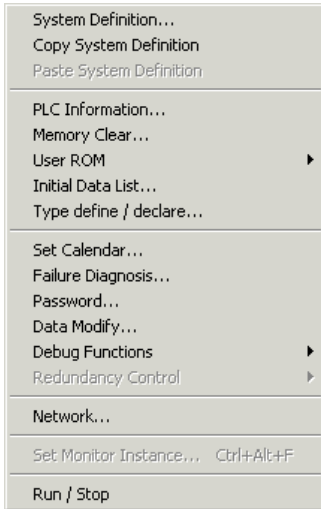 System Definition...
Copy System Definition
Paste System Definition
PLC Information...
Memory Clear...
User ROM
Initial Data List...
Type define / declare...
Set Calendar...
Failure Diagnosis...
Password...
Data Modify...
Debug Functions
Redundancy Control
Network...
Set Monitor Instance... Ctrl+Alt+F
Run / Stop